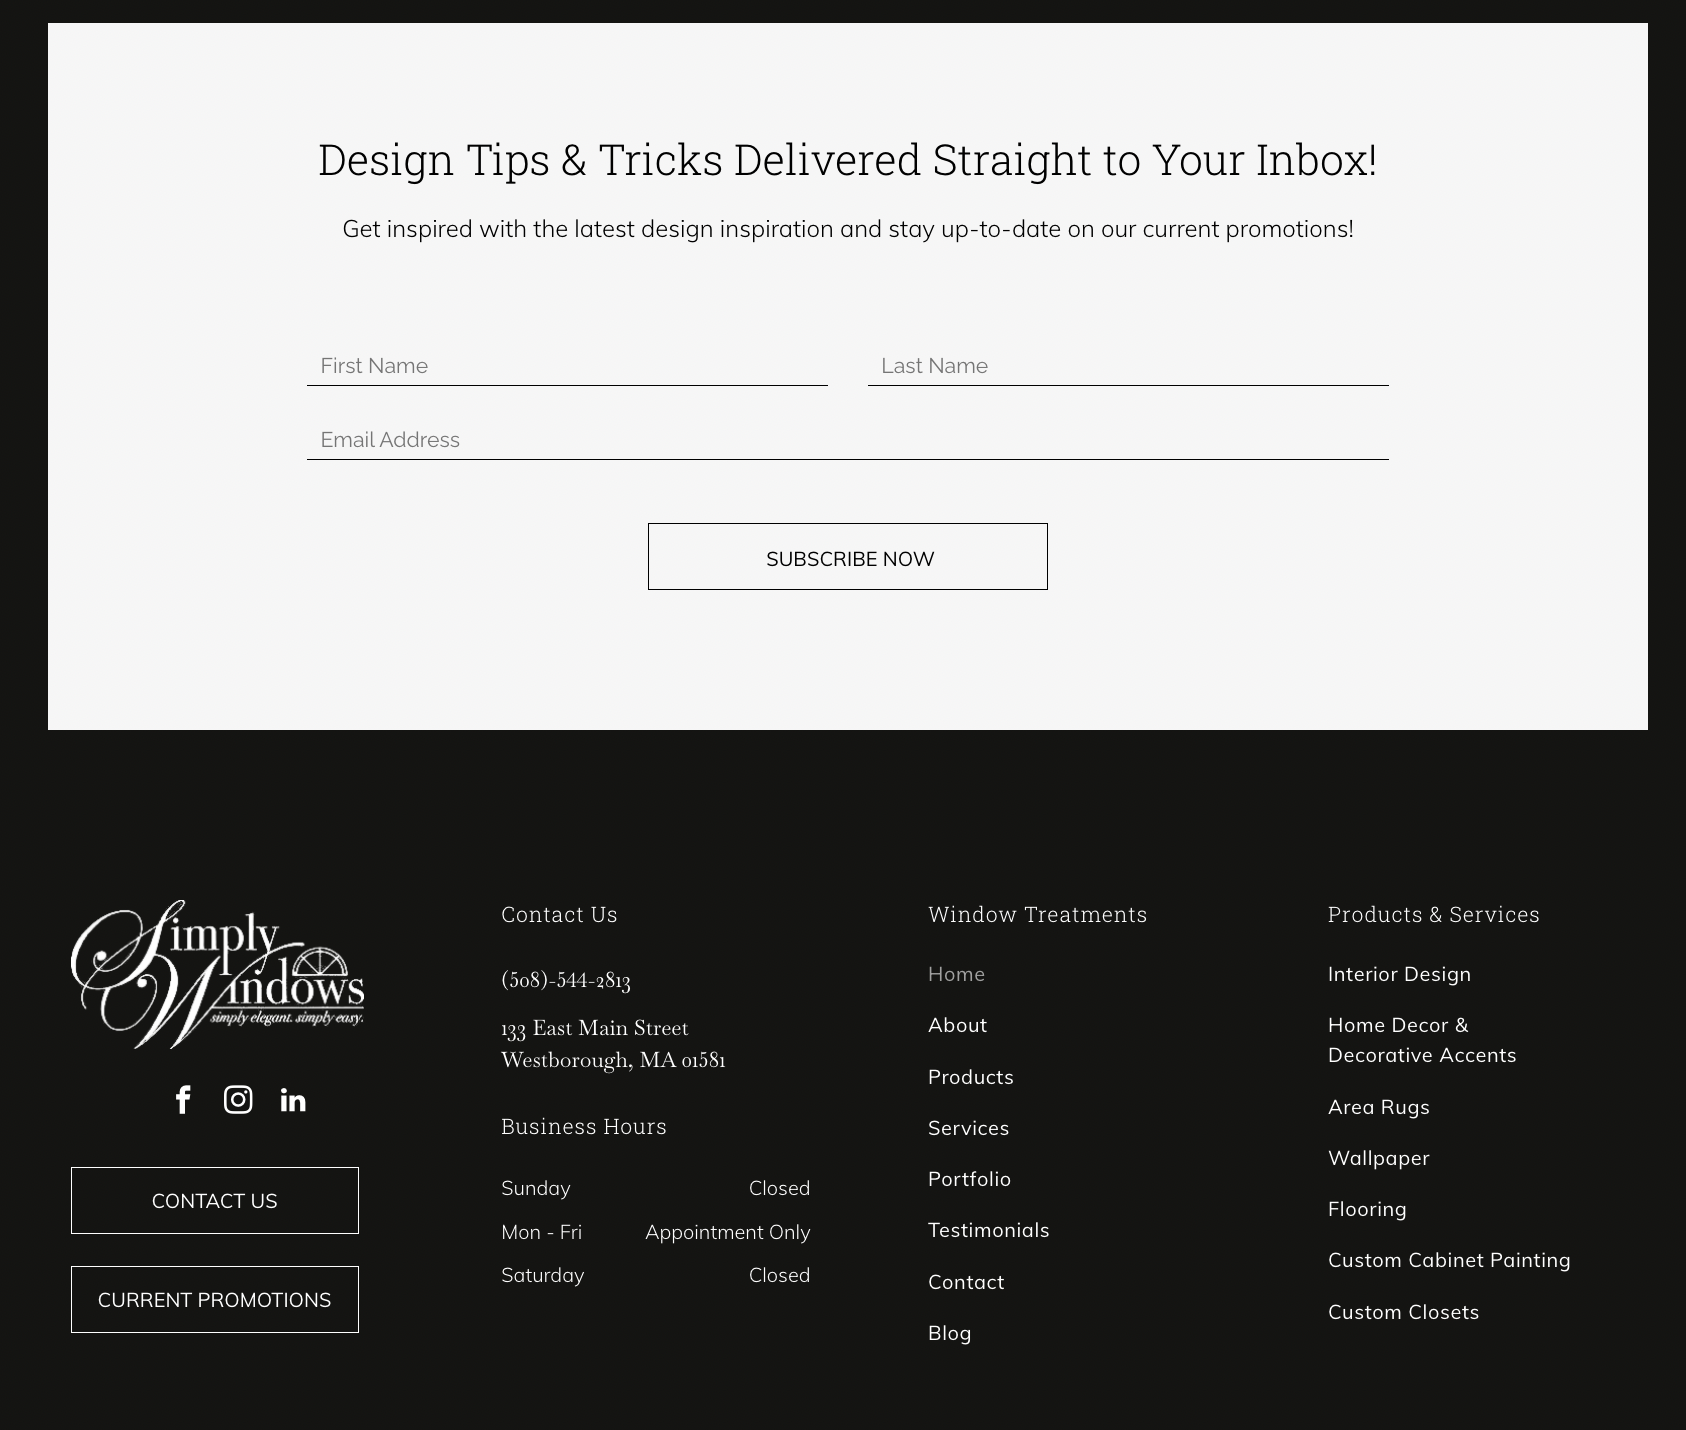 Design Tips & Tricks Delivered Straight to Your Inbox!
Get inspired with the latest design inspiration and stay up-to-date on our current promotions!
First Name
Last Name
Email Address
SUBSCRIBE NOW
Simply
Windows
simply elegant. simply easy.
CONTACT US
CURRENT PROMOTIONS
Contact Us
(508)-544-2813
133 East Main Street
Westborough, MA 01581
Business Hours
Sunday Closed
Mon - Fri Appointment Only
Saturday Closed
Window Treatments
Home
About
Products
Services
Portfolio
Testimonials
Contact
Blog
Products & Services
Interior Design
Home Decor &
Decorative Accents
Area Rugs
Wallpaper
Flooring
Custom Cabinet Painting
Custom Closets